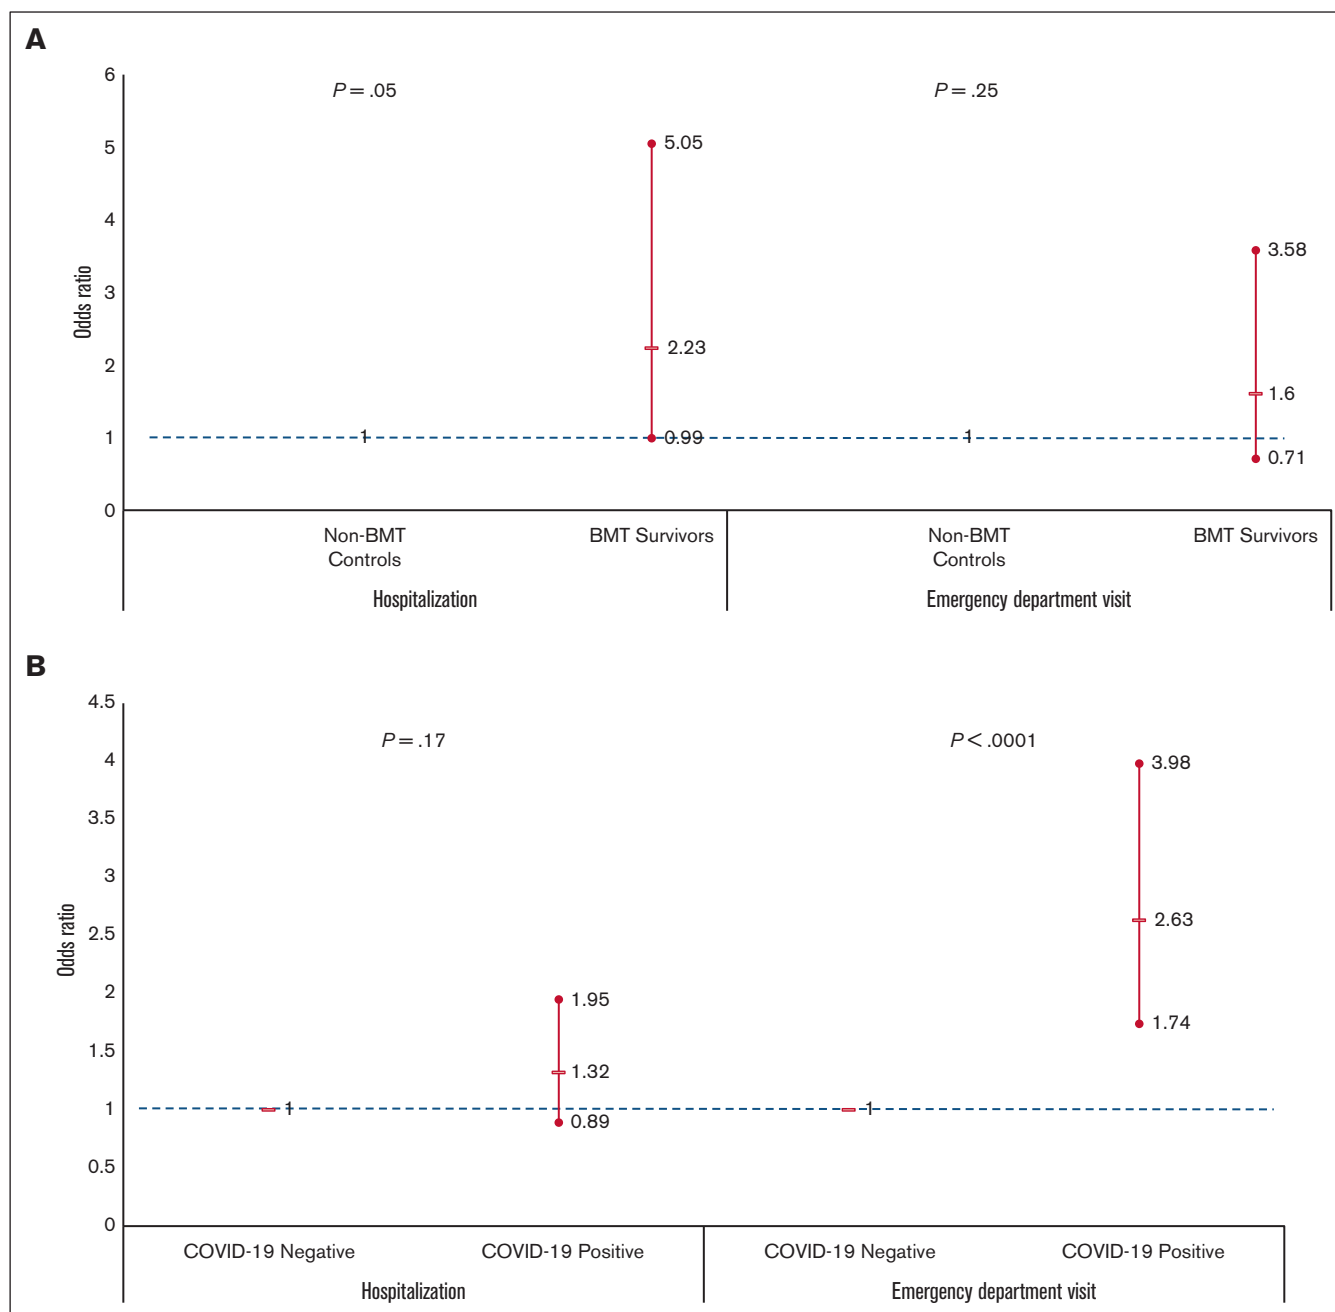 A
6
5
4
3
2
1
0
Odds ratio
P = .05
P = .25
5.05
2.23
0.99
1
3.58
1.6
0.71
1
Non-BMT
Controls
BMT Survivors
Non-BMT
Controls
BMT Survivors
Hospitalization
Emergency department visit
B
4.5
4
3.5
3
2.5
2
1.5
1
0.5
0
Odds ratio
P = .17
P < .0001
1
1.95
1.32
0.89
1
3.98
2.63
1.74
COVID-19 Negative
COVID-19 Positive
COVID-19 Negative
COVID-19 Positive
Hospitalization
Emergency department visit